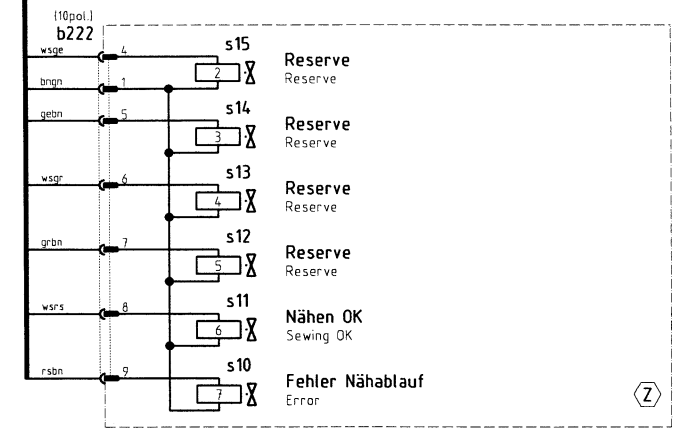 (10pol.)
b222
wsge 4 s15
2 Reserve
Reserve
bngn 1
gebn 5 s14
3 Reserve
Reserve
wsgr 6 s13
4 Reserve
Reserve
grbn 7 s12
5 Reserve
Reserve
wsrs 8 s11
6 Nähen OK
Sewing OK
rsbn 9 s10
7 Fehler Nähablauf
Error
Z